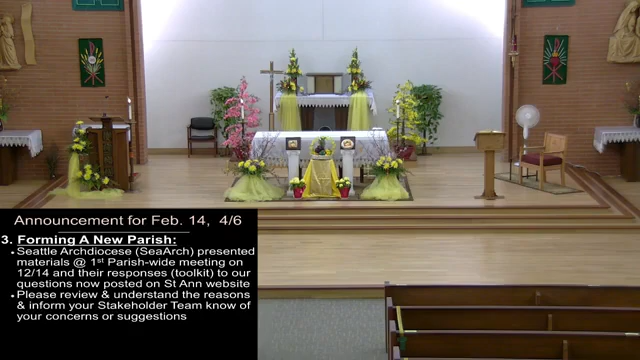 Announcement for Feb. 14, 4/6
3. Forming A New Parish:
•Seattle Archdiocese (SeaArch) presented
materials @ 1st Parish-wide meeting on
12/14 and their responses (toolkit) to our
questions now posted on St Ann website
•Please review & understand the reasons
& inform your Stakeholder Team know of
your concerns or suggestions